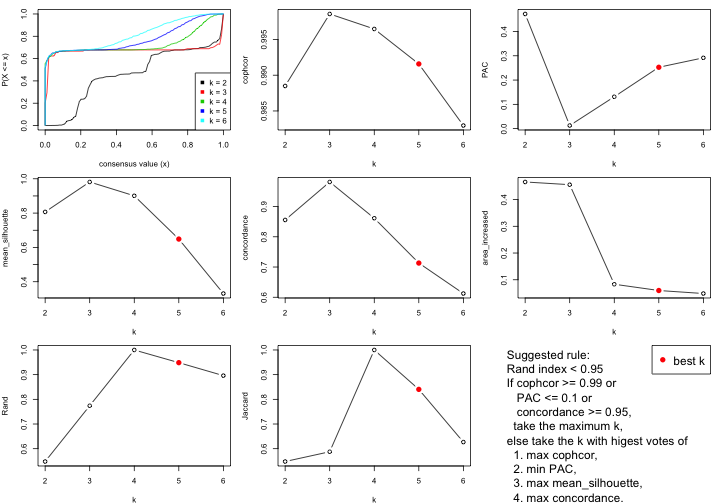 P(X <= x)
0.0 0.2 0.4 0.6 0.8 1.0
k = 2
k = 3
k = 4
k = 5
k = 6
0.0 0.2 0.4 0.6 0.8 1.0
consensus value (x)
cophcor
0.985 0.990 0.995
2 3 4 5 6
k
PAC
0.0 0.1 0.2 0.3 0.4
2 3 4 5 6
k
mean_silhouette
0.4 0.6 0.8 1.0
2 3 4 5 6
k
concordance
0.6 0.7 0.8 0.9
2 3 4 5 6
k
area_increased
0.1 0.2 0.3 0.4
2 3 4 5 6
k
Rand
0.6 0.7 0.8 0.9 1.0
2 3 4 5 6
k
Jaccard
0.6 0.7 0.8 0.9 1.0
2 3 4 5 6
k
best k
Suggested rule:
Rand index < 0.95
If cophcor >= 0.99 or
PAC <= 0.1 or
concordance >= 0.95,
take the maximum k,
else take the k with higest votes of
1. max cophcor,
2. min PAC,
3. max mean_silhouette,
4. max concordance.